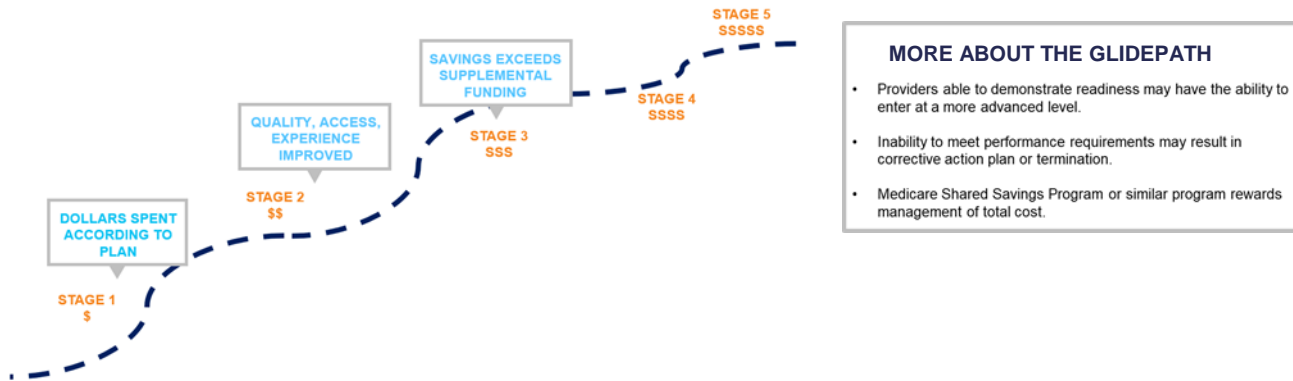 STAGE 5
SSSSS
SAVINGS EXCEEDS
SUPPLEMENTAL
FUNDING
STAGE 4
SSSS
QUALITY, ACCESS,
EXPERIENCE
IMPROVED
STAGE 3
SSS
STAGE 2
$$
DOLLARS SPENT
ACCORDING TO
PLAN
STAGE 1
$
MORE ABOUT THE GLIDEPATH
• Providers able to demonstrate readiness may have the ability to
enter at a more advanced level.
• Inability to meet performance requirements may result in
corrective action plan or termination.
• Medicare Shared Savings Program or similar program rewards
management of total cost.